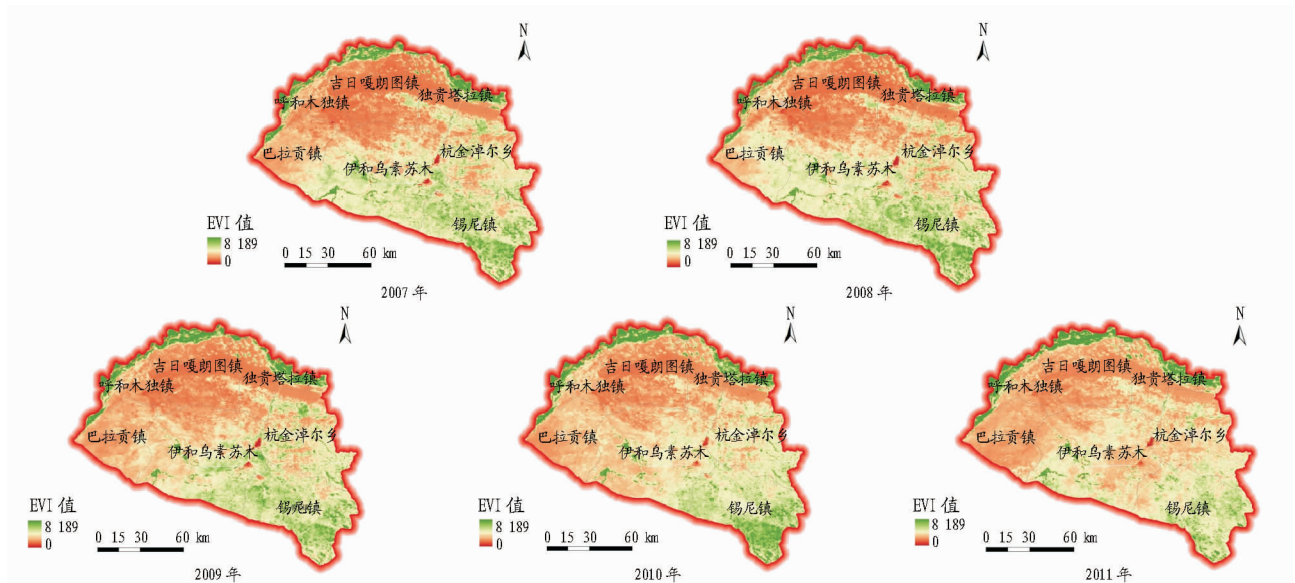 N
吉日嘎朗图镇
呼和木独镇
独贵塔拉镇
巴拉贡镇
杭金淖尔乡
伊和乌素苏木
锡尼镇
EVI 值
8 189
0
0 15 30 60 km
2007 年
N
吉日嘎朗图镇
呼和木独镇
独贵塔拉镇
巴拉贡镇
杭金淖尔乡
伊和乌素苏木
锡尼镇
EVI 值
8 189
0
0 15 30 60 km
2008 年
N
吉日嘎朗图镇
呼和木独镇
独贵塔拉镇
巴拉贡镇
杭金淖尔乡
伊和乌素苏木
锡尼镇
EVI 值
8 189
0
0 15 30 60 km
2009 年
N
吉日嘎朗图镇
呼和木独镇
独贵塔拉镇
巴拉贡镇
杭金淖尔乡
伊和乌素苏木
锡尼镇
EVI 值
8 189
0
0 15 30 60 km
2010 年
N
吉日嘎朗图镇
呼和木独镇
独贵塔拉镇
巴拉贡镇
杭金淖尔乡
伊和乌素苏木
锡尼镇
EVI 值
8 189
0
0 15 30 60 km
2011 年